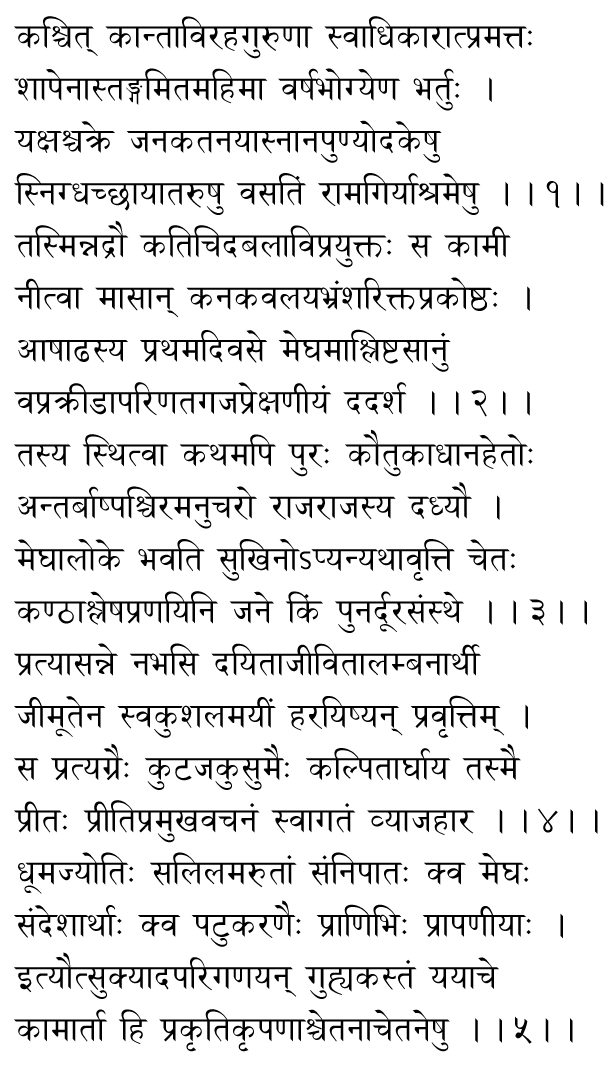 कश्चित् कान्ताविरहगुरुणा स्वाधिकारात्प्रमत्तः
शापेनास्तङ्गमितमहिमा वर्षभोग्येण भर्तुः ।
यक्षश्चक्रे जनकतनयास्नानपुण्योदकेषु
स्निग्धच्छायातरुषु वसतिं रामगिर्याश्रमेषु ।।१।।
तस्मिन्नद्रौ कतिचिदबलाविप्रयुक्तः स कामी
नीत्वा मासान् कनकवलयभ्रंशरिक्तप्रकोष्ठः ।
आषाढस्य प्रथमदिवसे मेघमाश्लिष्टसानुं
वप्रक्रीडापरिणतगजप्रेक्षणीयं ददर्श ।।२।।
तस्य स्थित्वा कथमपि पुरः कौतुकाधानहेतोः
अन्तर्बाष्पश्चिरमनुचरो राजराजस्य दध्यौ ।
मेघालोके भवति सुखिनोऽप्यन्यथावृत्ति चेतः
कण्ठाश्लेषप्रणयिनि जने किं पुनर्दूरसंस्थे ।।३।।
प्रत्यासन्ने नभसि दयिताजीवितालम्बनार्थी
जीमूतेन स्वकुशलमयीं हरयिष्यन् प्रवृत्तिम् ।
स प्रत्यग्रैः कुटजकुसुमैः कल्पितार्घाय तस्मै
प्रीतः प्रीतिप्रमुखवचनं स्वागतं व्याजहार ।।४।।
धूमज्योतिः सलिलमरुतां संनिपातः क्व मेघः
संदेशार्थाः क्व पटुकरणैः प्राणिभिः प्रापणीयाः ।
इत्यौत्सुक्यादपरिगणयन् गुह्यकस्तं ययाचे
कामार्ता हि प्रकृतिकृपणाश्चेतनाचेतनेषु ।।५।।